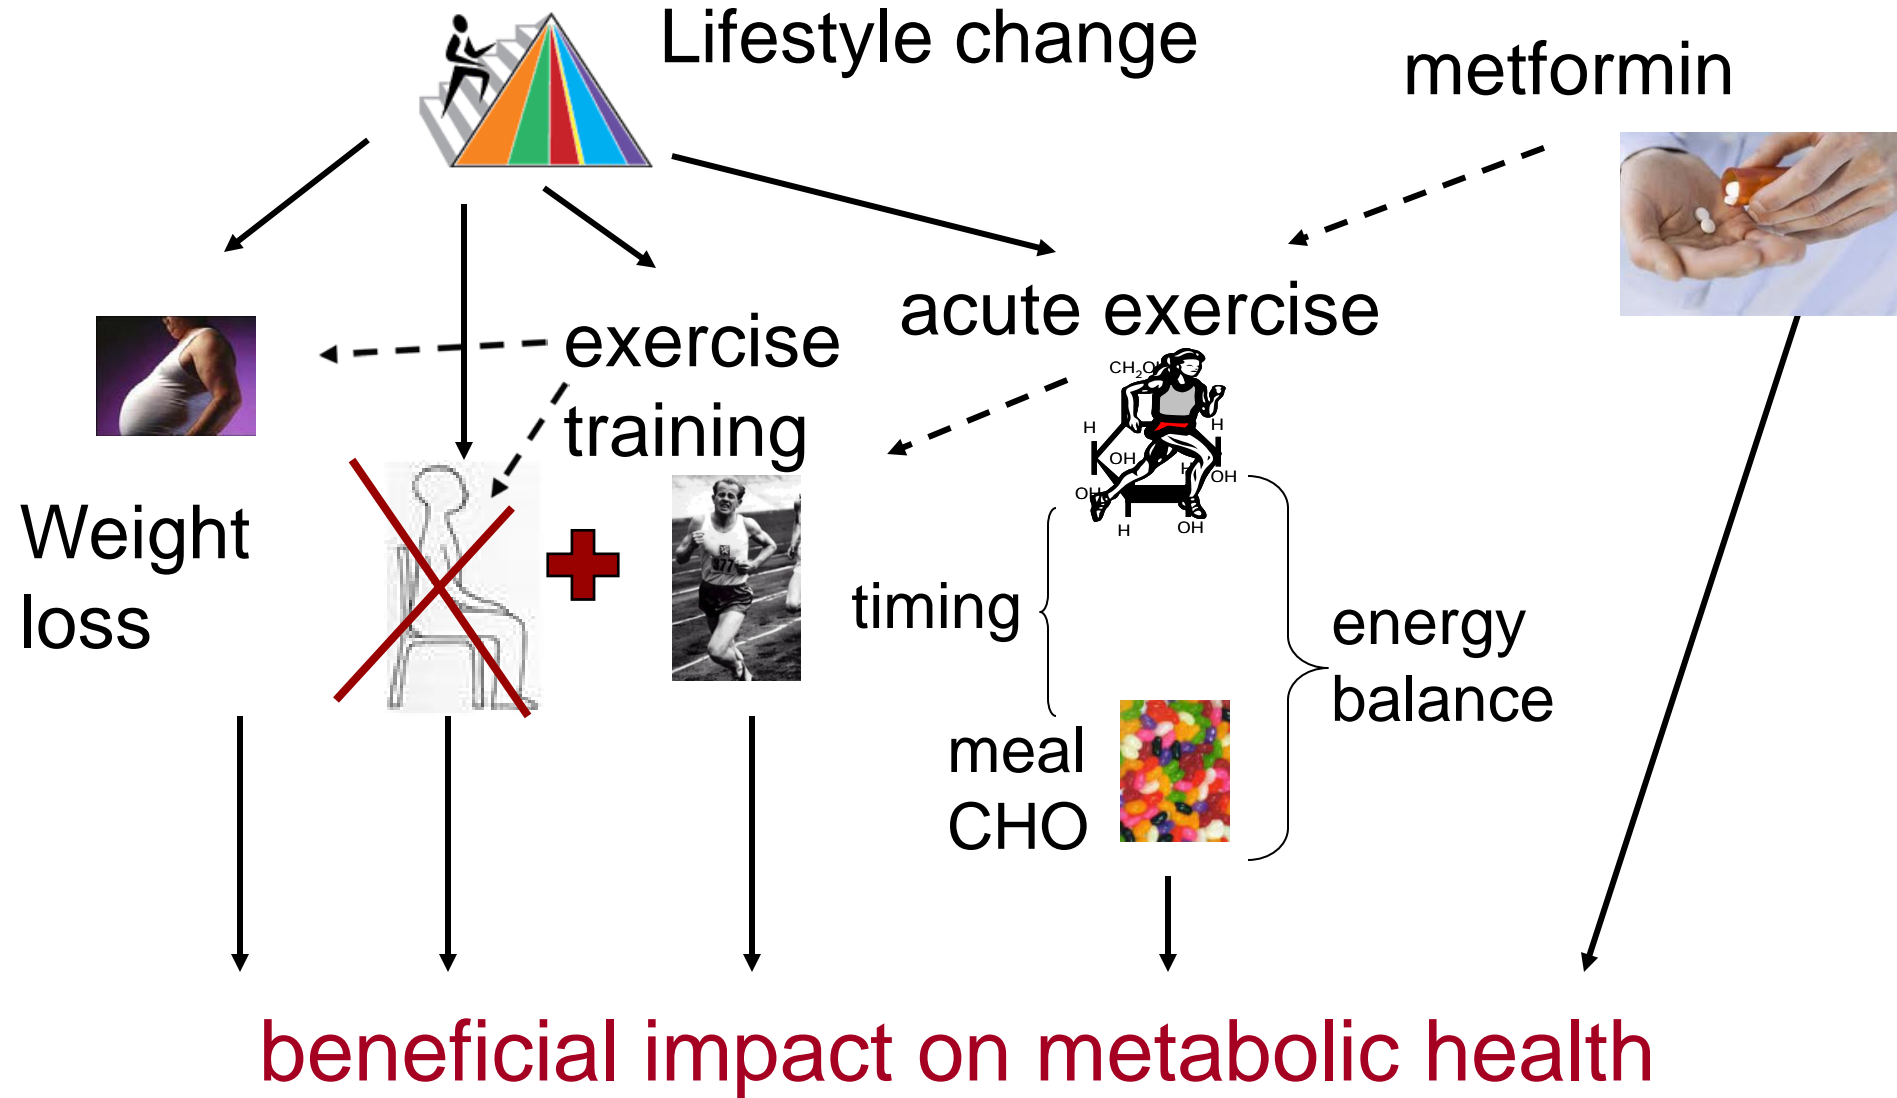 Lifestyle change
metformin
acute exercise
exercise
training
CH2O
H
H
OH
H
OH
OH
H
OH
Weight
loss
timing
energy
balance
meal
CHO
beneficial impact on metabolic health